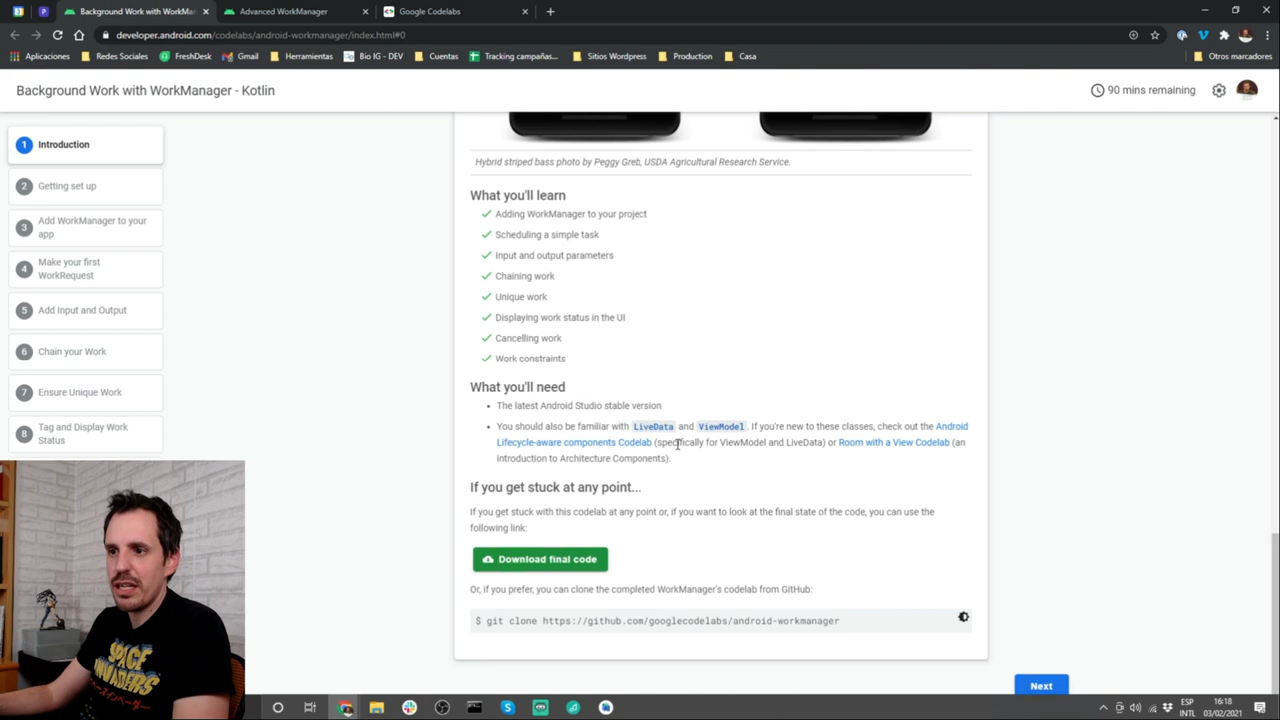 Background Work with WorkMan
Advanced WorkManager
Google Codelabs
developer.android.com/codelabs/android-workmanager/index.html#0
Aplicaciones
Redes Sociales
FreshDesk
Gmail
Herramientas
Bio IG - DEV
Cuentas
Tracking campañas...
Sitios Wordpress
Production
Casa
Otros marcadores
Background Work with WorkManager - Kotlin
90 mins remaining
1 Introduction
2 Getting set up
3 Add WorkManager to your
app
4 Make your first
WorkRequest
5 Add Input and Output
6 Chain your Work
7 Ensure Unique Work
8 Tag and Display Work
Status
Hybrid striped bass photo by Peggy Greb, USDA Agricultural Research Service.
What you'll learn
Adding WorkManager to your project
Scheduling a simple task
Input and output parameters
Chaining work
Unique work
Displaying work status in the UI
Cancelling work
Work constraints
What you'll need
• The latest Android Studio stable version
• You should also be familiar with LiveData and ViewModel. If you're new to these classes, check out the Android
Lifecycle-aware components Codelab (specifically for ViewModel and LiveData) or Room with a View Codelab (an
introduction to Architecture Components).
If you get stuck at any point...
If you get stuck with this codelab at any point or, if you want to look at the final state of the code, you can use the
following link:
Download final code
Or, if you prefer, you can clone the completed WorkManager's codelab from GitHub:
$ git clone https://github.com/googlecodelabs/android-workmanager
Next
SPACE
INVADERS
ESP
INTL
16:18
03/02/2021